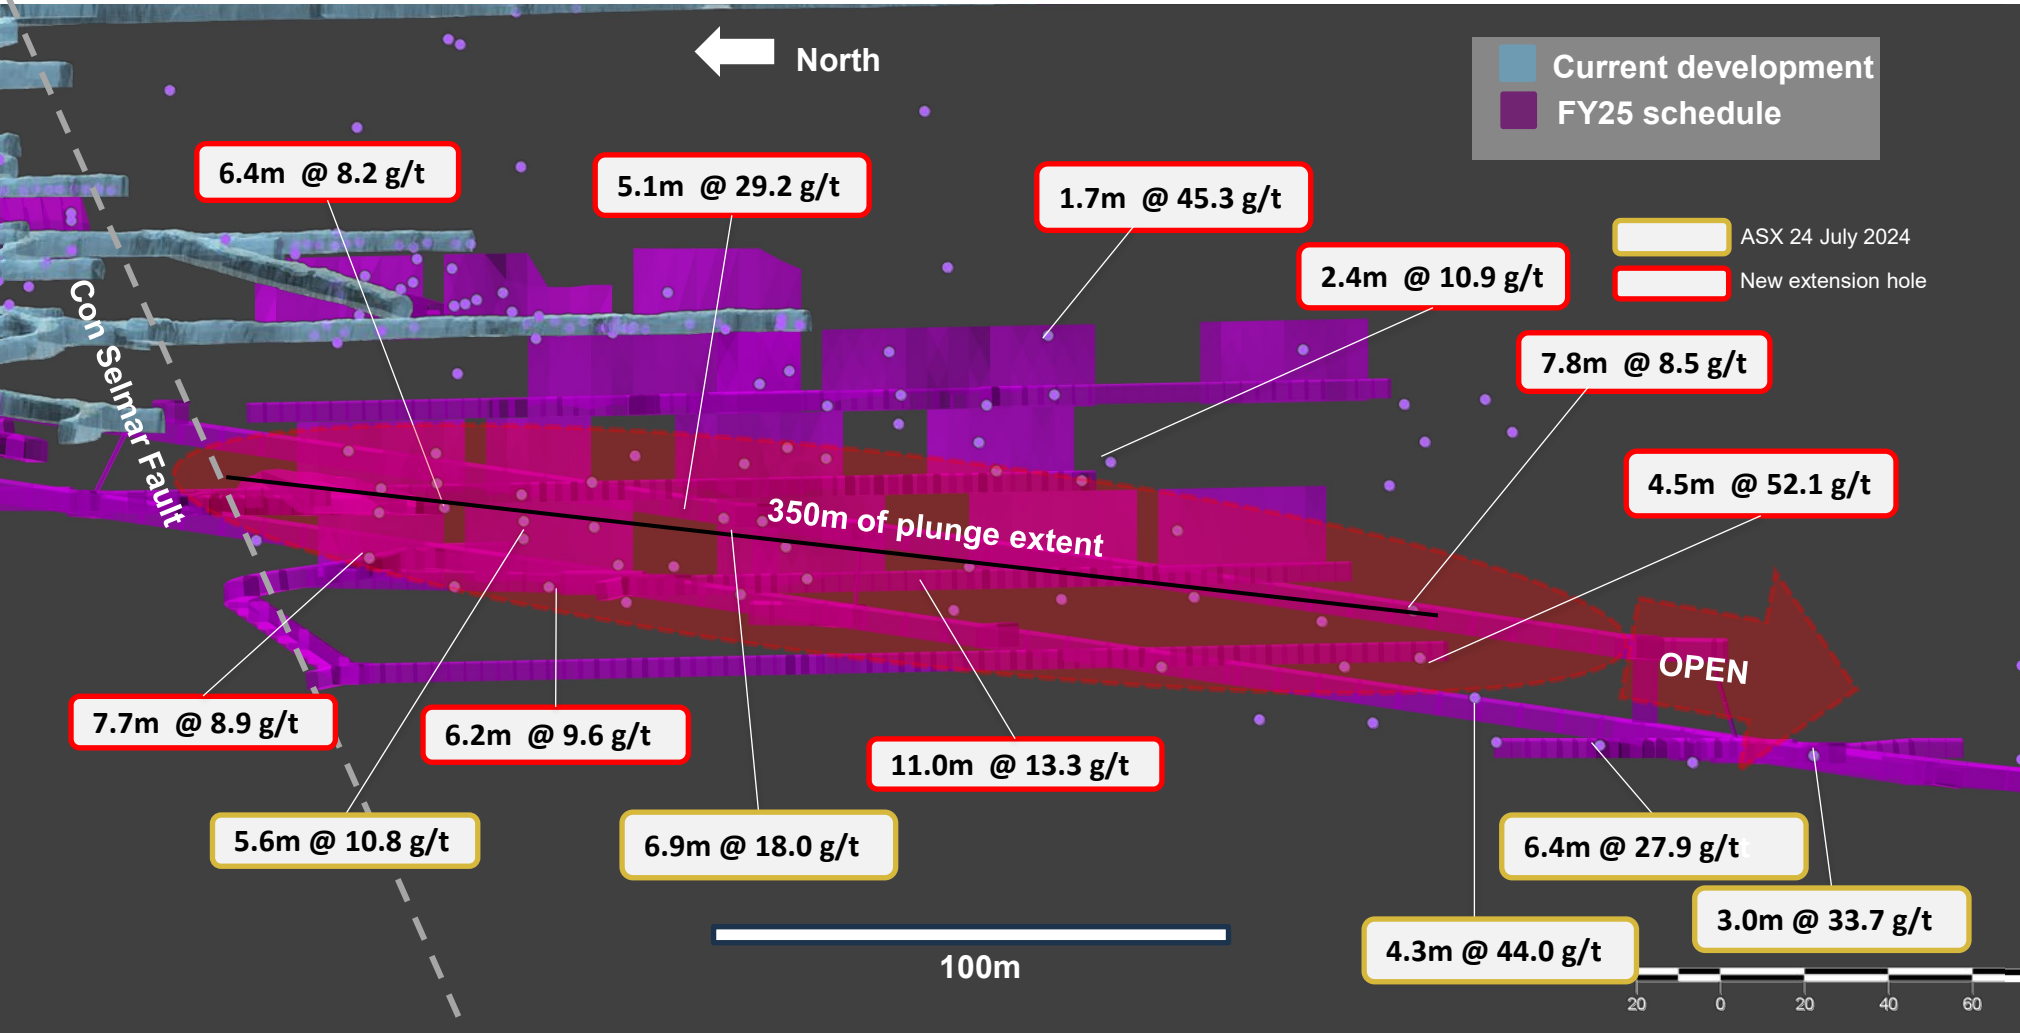 North
Current development
FY25 schedule
6.4m @ 8.2 g/t
5.1m @ 29.2 g/t
1.7m @ 45.3 g/t
ASX 24 July 2024
2.4m @ 10.9 g/t
New extension hole
7.8m @ 8.5 g/t
Con Selmar Fault
4.5m @ 52.1 g/t
350m of plunge extent
OPEN
7.7m @ 8.9 g/t
6.2m @ 9.6 g/t
11.0m @ 13.3 g/t
5.6m @ 10.8 g/t
6.9m @ 18.0 g/t
6.4m @ 27.9 g/tt
3.0m @ 33.7 g/t
4.3m @ 44.0 g/t
100m
20 0 20 40 60